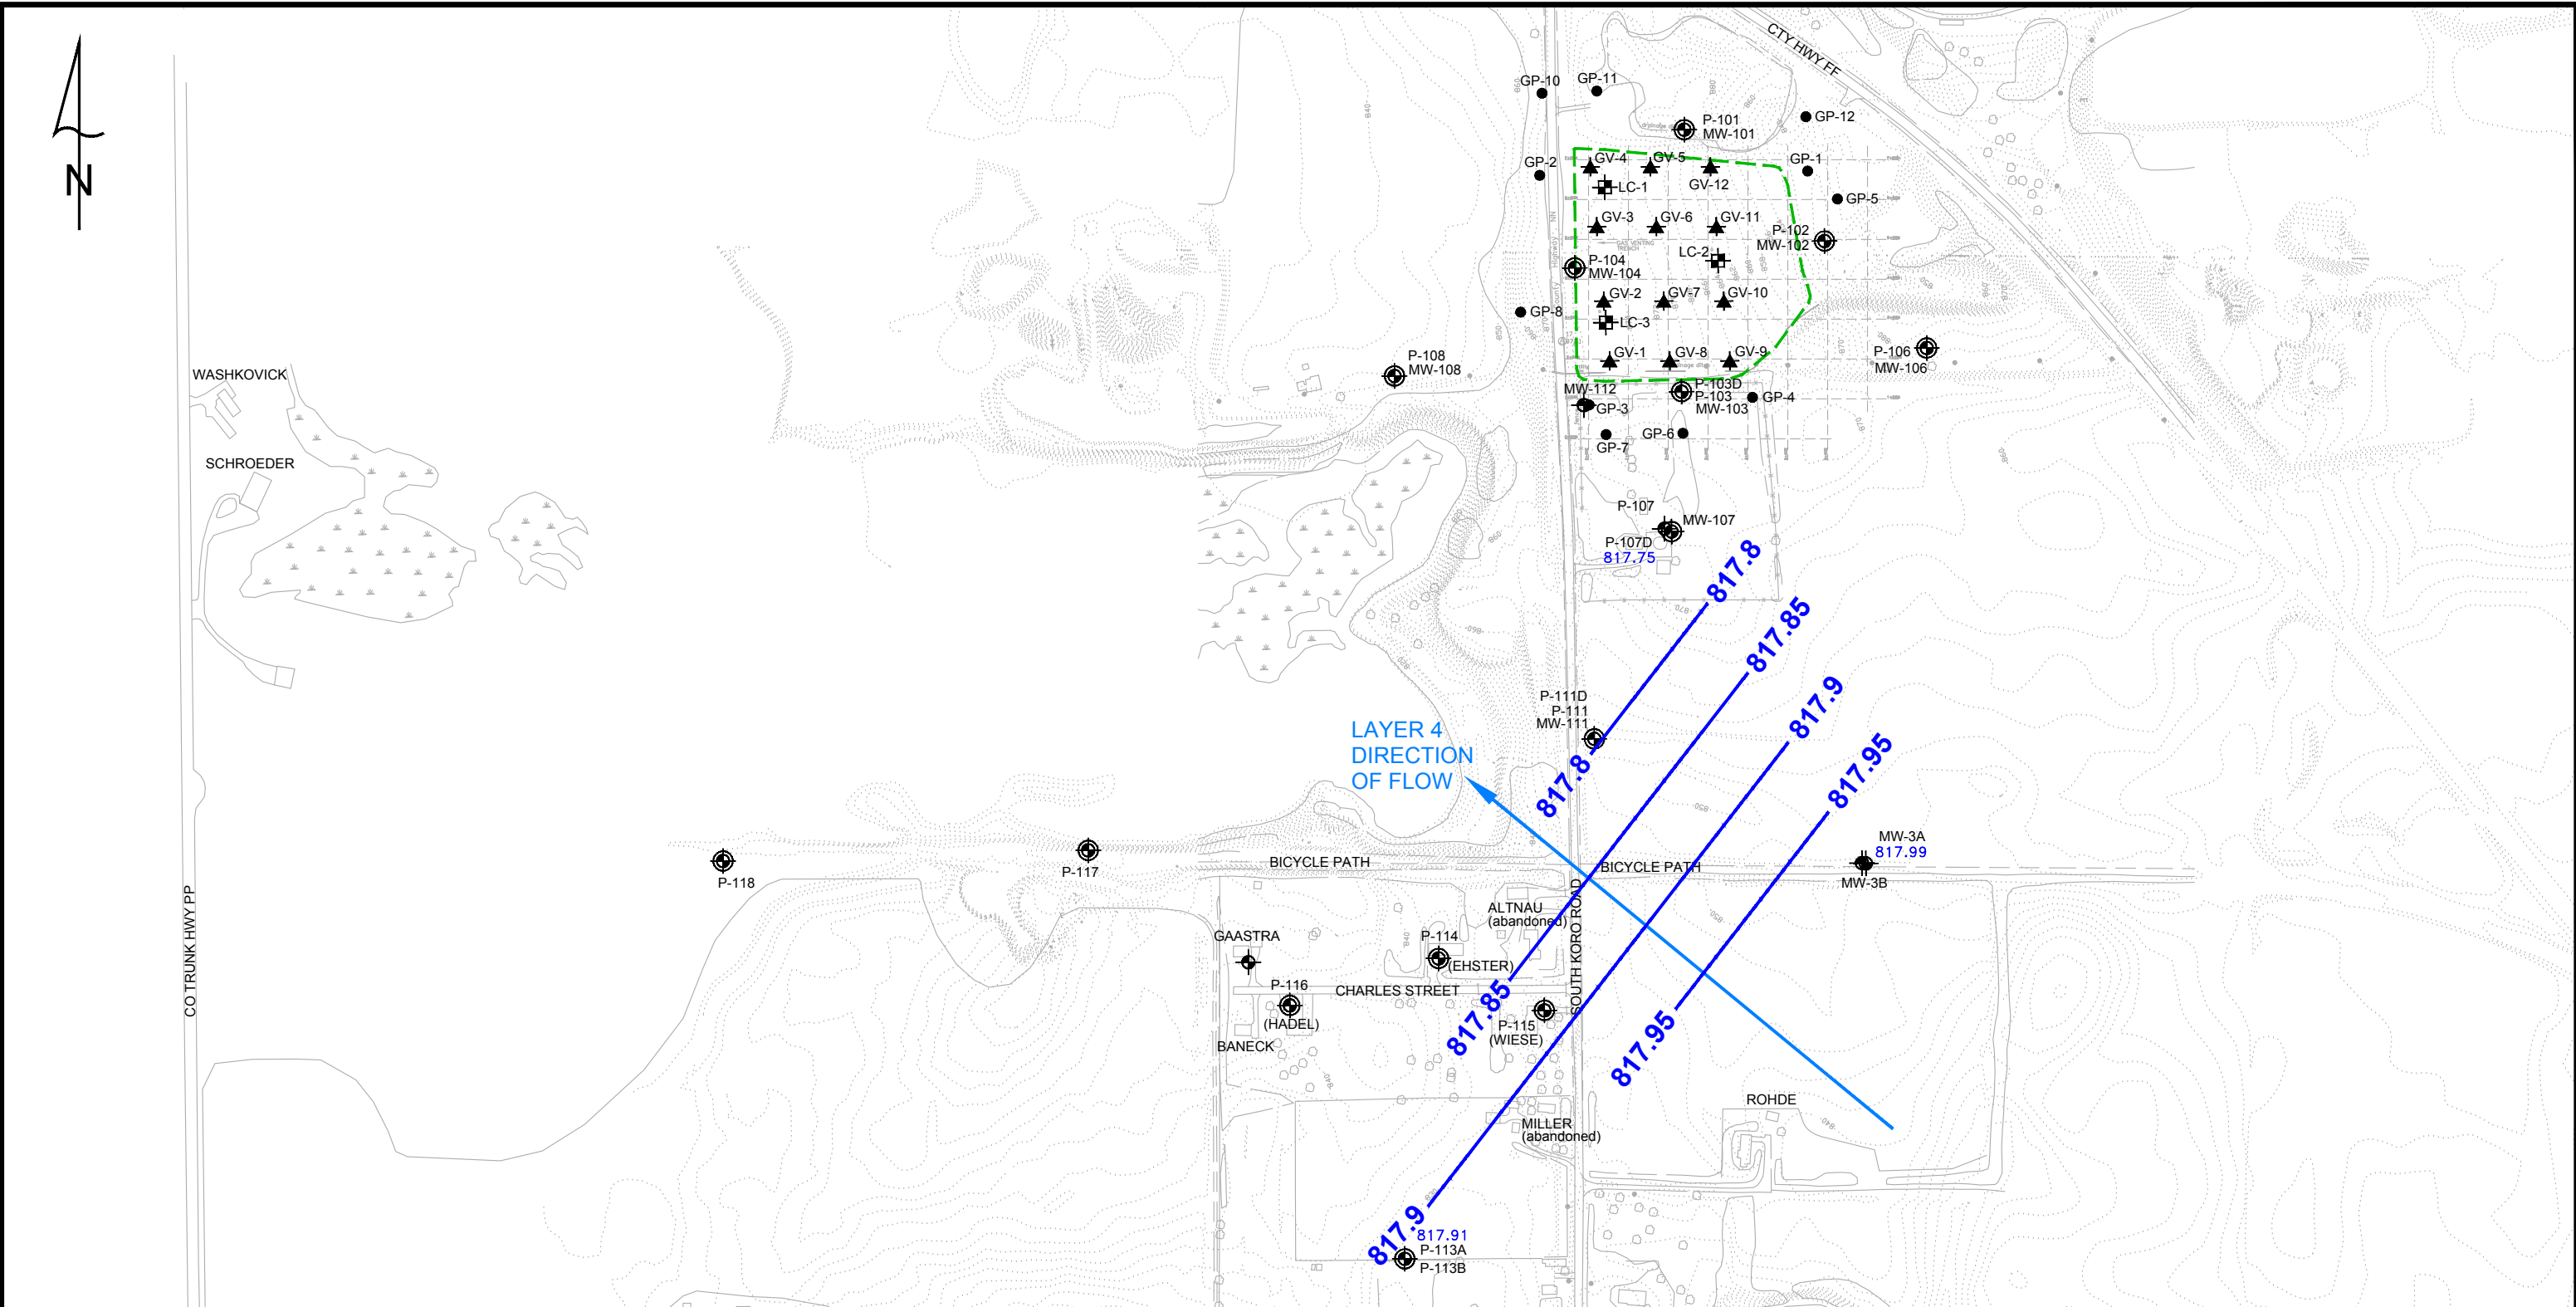 N
CTY HWY FF
GP-10
GP-11
P-101
MW-101
GP-12
GP-2
GV-4
GV-5
GV-12
GP-1
LC-1
GP-5
GV-3
GV-6
GV-11
P-102
MW-102
GAS VENTING
TRENCH
LC-2
P-104
MW-104
GV-2
GV-7
GV-10
GP-8
LC-3
GV-1
GV-8
GV-9
P-106
MW-106
P-108
MW-108
P-103D
P-103
MW-103
MW-112
GP-3
GP-4
GP-7
GP-6
WASHKOVICK
SCHROEDER
P-107
MW-107
P-107D
817.75
817.8
817.85
817.9
817.95
P-111D
P-111
MW-111
LAYER 4
DIRECTION
OF FLOW
817.8
BICYCLE PATH
BICYCLE PATH
MW-3A
817.99
MW-3B
P-118
P-117
CO TRUNK HWY PP
SOUTH KORO ROAD
ALTNAU
(abandoned)
GAASTRA
P-114
(EHSTER)
P-116
(HADEL)
BANECK
CHARLES STREET
P-115
(WIESE)
817.85
817.95
MILLER
(abandoned)
ROHDE
817.9
817.91
P-113A
P-113B